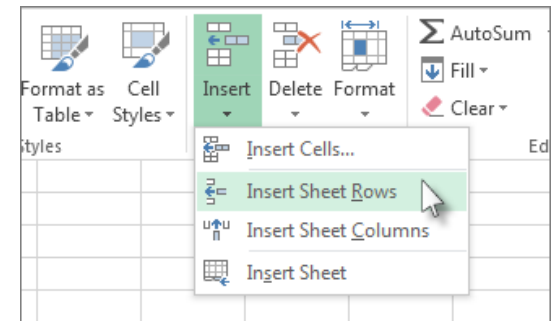 Format as Table
Cell Styles
Insert
Delete
Format
AutoSum
Fill
Clear
Styles
Ed
Insert Cells...
Insert Sheet Rows
Insert Sheet Columns
Insert Sheet